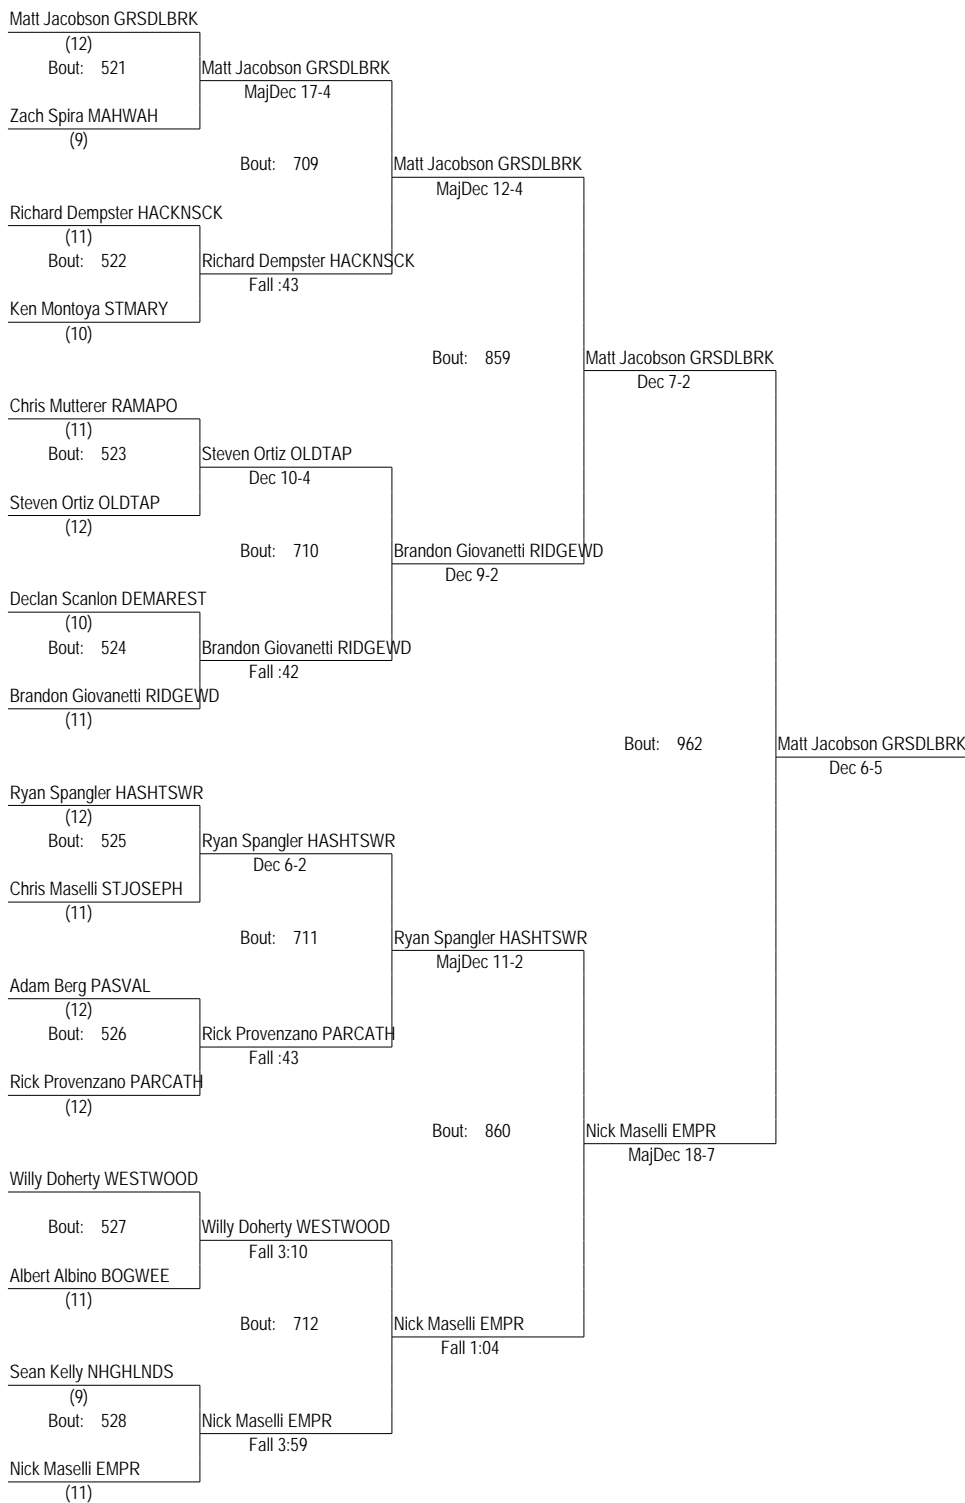 Matt Jacobson GRSDLBRK
(12)
Bout: 521
Matt Jacobson GRSDLBRK
MajDec 17-4
Zach Spira MAHWAH
(9)
Bout: 709
Matt Jacobson GRSDLBRK
MajDec 12-4
Richard Dempster HACKNSCK
(11)
Bout: 522
Richard Dempster HACKNSCK
Fall :43
Ken Montoya STMARY
(10)
Bout: 859
Matt Jacobson GRSDLBRK
Dec 7-2
Chris Mutterer RAMAPO
(11)
Bout: 523
Steven Ortiz OLDTAP
Dec 10-4
Steven Ortiz OLDTAP
(12)
Bout: 710
Brandon Giovanetti RIDGEWD
Dec 9-2
Declan Scanlon DEMAREST
(10)
Bout: 524
Brandon Giovanetti RIDGEWD
Fall :42
Brandon Giovanetti RIDGEWD
(11)
Bout: 962
Matt Jacobson GRSDLBRK
Dec 6-5
Ryan Spangler HASHTSWR
(12)
Bout: 525
Ryan Spangler HASHTSWR
Dec 6-2
Chris Maselli STJOSEPH
(11)
Bout: 711
Ryan Spangler HASHTSWR
MajDec 11-2
Adam Berg PASVAL
(12)
Bout: 526
Rick Provenzano PARCATH
Fall :43
Rick Provenzano PARCATH
(12)
Bout: 860
Nick Maselli EMPR
MajDec 18-7
Willy Doherty WESTWOOD
Bout: 527
Willy Doherty WESTWOOD
Fall 3:10
Albert Albino BOGWEE
(11)
Bout: 712
Nick Maselli EMPR
Fall 1:04
Sean Kelly NHGHLNDS
(9)
Bout: 528
Nick Maselli EMPR
Fall 3:59
Nick Maselli EMPR
(11)